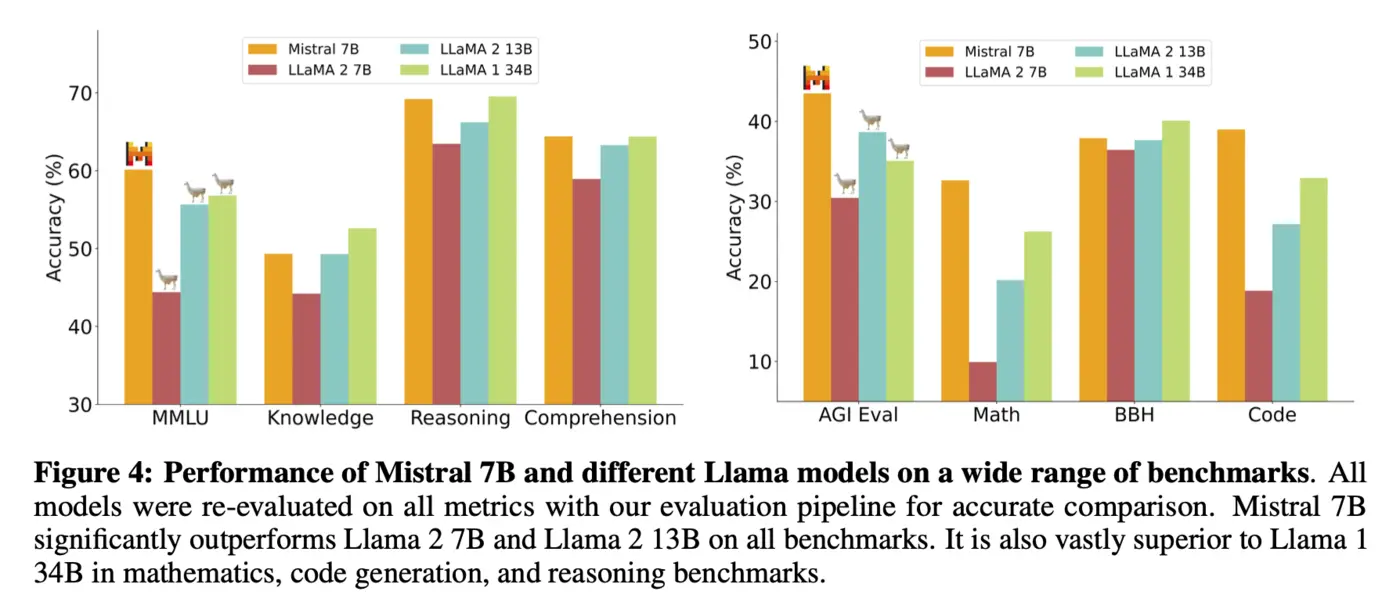 Mistral 7B
LLaMA 2 7B
LLaMA 2 13B
LLaMA 1 34B
Accuracy (%)
70
60
50
40
30
MMLU
Knowledge
Reasoning
Comprehension
Mistral 7B
LLaMA 2 7B
LLaMA 2 13B
LLaMA 1 34B
Accuracy (%)
50
40
30
20
10
AGI Eval
Math
BBH
Code
Figure 4: Performance of Mistral 7B and different Llama models on a wide range of benchmarks. All
models were re-evaluated on all metrics with our evaluation pipeline for accurate comparison. Mistral 7B
significantly outperforms Llama 2 7B and Llama 2 13B on all benchmarks. It is also vastly superior to Llama 1
34B in mathematics, code generation, and reasoning benchmarks.